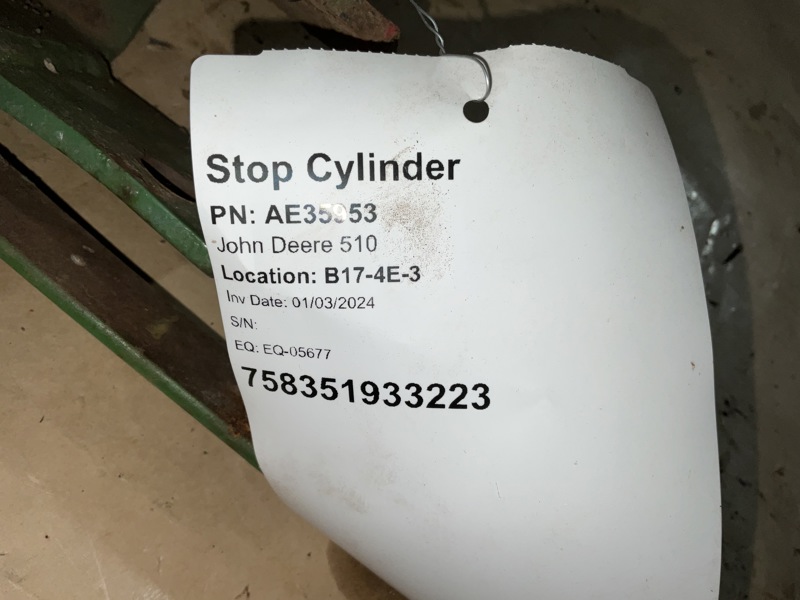 Stop Cylinder
PN: AE35953
John Deere 510
Location: B17-4E-3
Inv Date: 01/03/2024
S/N:
EQ: EQ-05677
758351933223